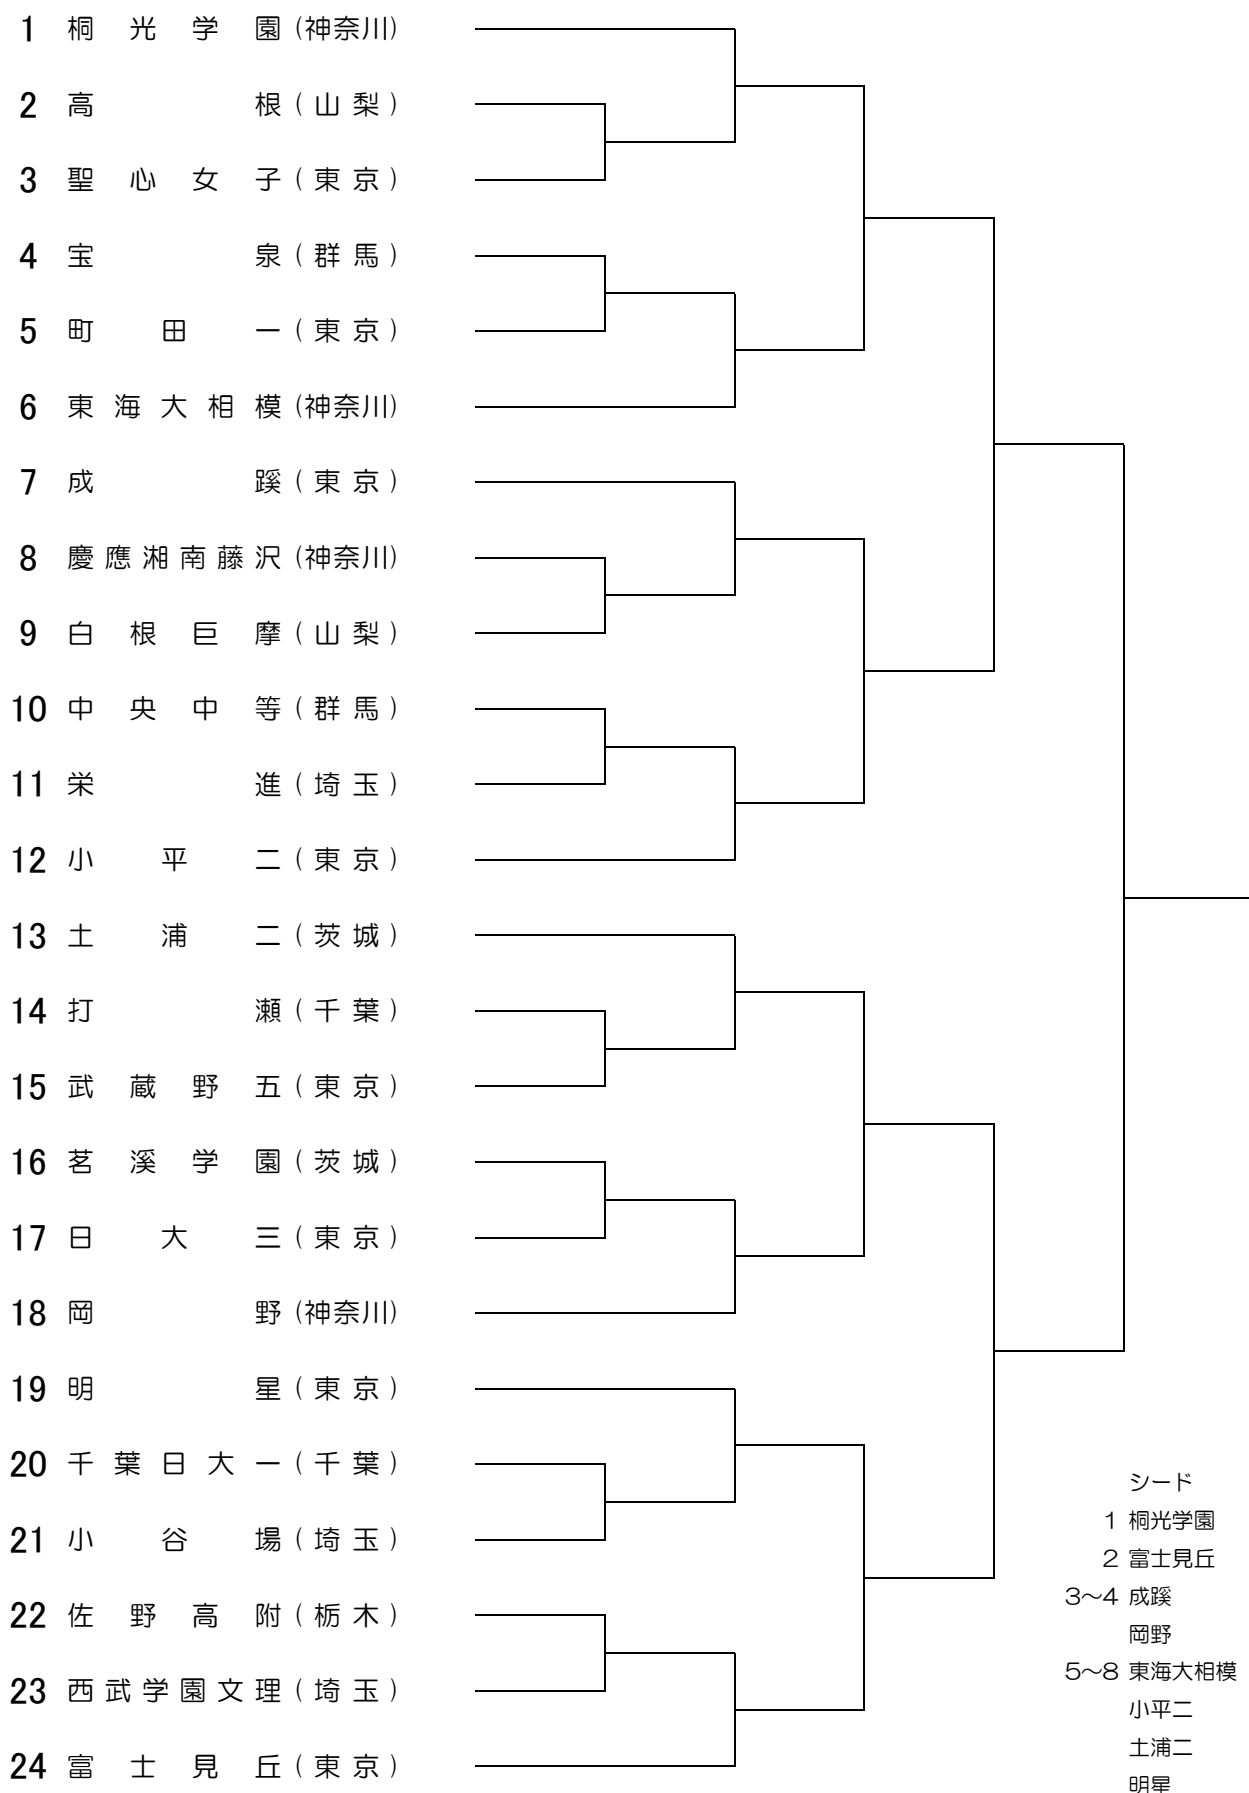 1 桐光学園(神奈川)
2 高根(山梨)
3 聖心女子(東京)
4 宝泉(群馬)
5 町田一(東京)
6 東海大相模(神奈川)
7 成蹊(東京)
8 慶應湘南藤沢(神奈川)
9 白根巨摩(山梨)
10 中央中等(群馬)
11 栄進(埼玉)
12 小平二(東京)
13 土浦二(茨城)
14 打瀬(千葉)
15 武蔵野五(東京)
16 茗溪学園(茨城)
17 日大三(東京)
18 岡野(神奈川)
19 明星(東京)
20 千葉日大一(千葉)
21 小谷場(埼玉)
22 佐野高附(栃木)
23 西武学園文理(埼玉)
24 富士見丘(東京)
シード
1 桐光学園
2 富士見丘
3〜4 成蹊
岡野
5〜8 東海大相模
小平二
土浦二
明星